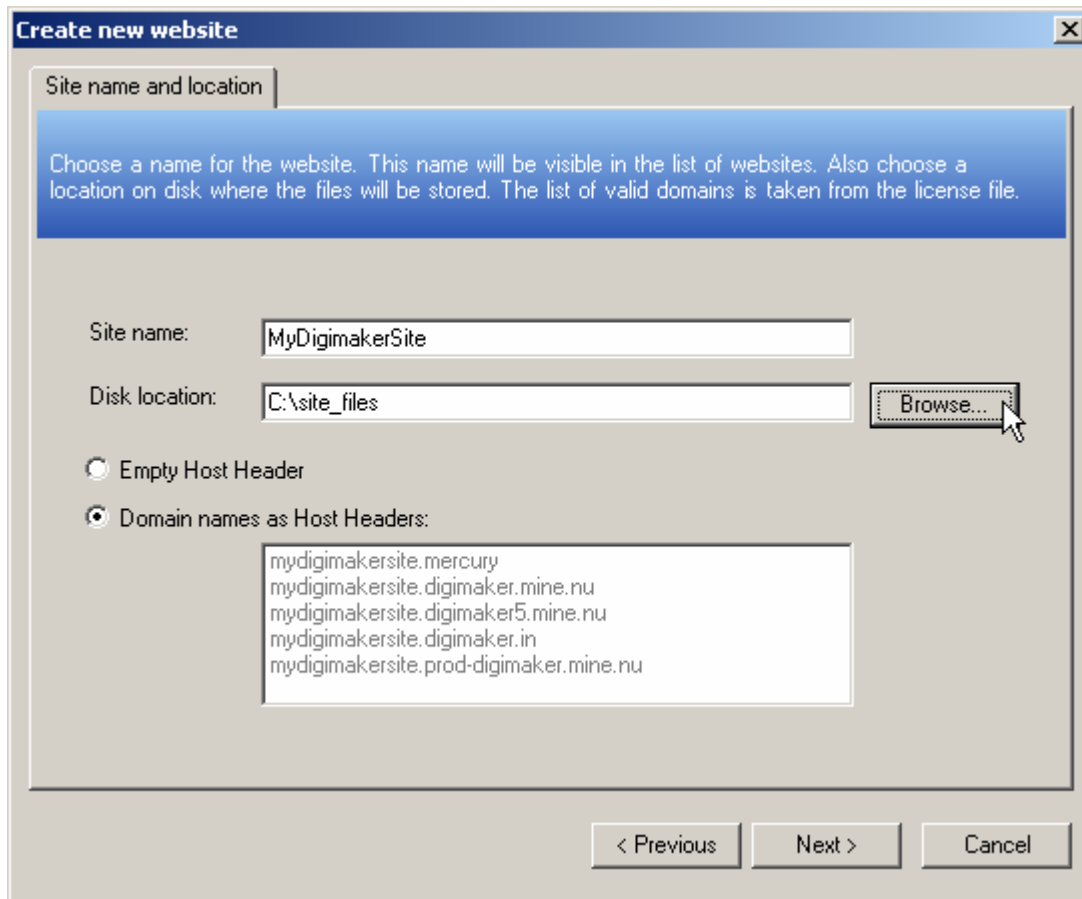 Create new website
Site name and location
Choose a name for the website. This name will be visible in the list of websites. Also choose a
location on disk where the files will be stored. The list of valid domains is taken from the license file.
Site name:
MyDigimakerSite
Disk location:
C:\site_files
Browse...
Empty Host Header
Domain names as Host Headers:
mydigimakersite.mercury
mydigimakersite.digimaker.mine.nu
mydigimakersite.digimaker5.mine.nu
mydigimakersite.digimaker.in
mydigimakersite.prod-digimaker.mine.nu
< Previous
Next >
Cancel